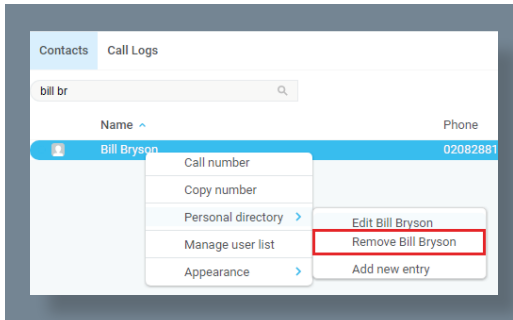 Contacts Call Logs
bill br
Name Phone
Bill Bryson 02082881
Call number
Copy number
Personal directory
Manage user list
Appearance
Edit Bill Bryson
Remove Bill Bryson
Add new entry